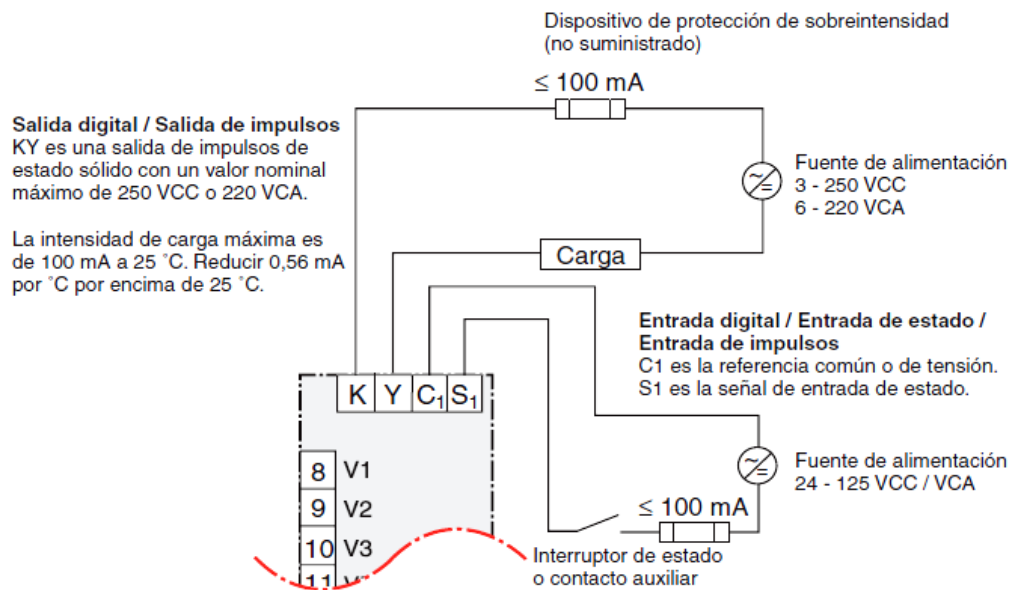 Dispositivo de protección de sobreintensidad
(no suministrado)
≤ 100 mA
Salida digital / Salida de impulsos
KY es una salida de impulsos de
estado sólido con un valor nominal
máximo de 250 VCC o 220 VCA.
La intensidad de carga máxima es
de 100 mA a 25 ˚C. Reducir 0,56 mA
por ˚C por encima de 25 ˚C.
Fuente de alimentación
3 - 250 VCC
6 - 220 VCA
Carga
Entrada digital / Entrada de estado /
Entrada de impulsos
C1 es la referencia común o de tensión.
S1 es la señal de entrada de estado.
K Y C₁ S₁
8 V1
9 V2
10 V3
11
Fuente de alimentación
24 - 125 VCC / VCA
≤ 100 mA
Interruptor de estado
o contacto auxiliar